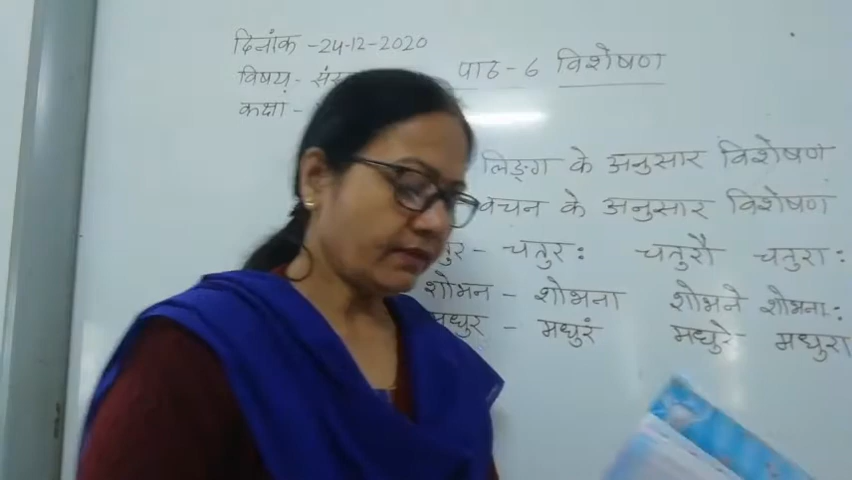 दिनांक -24-12-2020
विषय- पाठ-6 विशेषण
कक्षा -
लिङ्ग के अनुसार विशेषण
वचन के अनुसार विशेषण
चतुरः चतुरौ चतुराः
शोभन - शोभना शोभने शोभनाः
मधुर - मधुरं मधुरे मधुरा